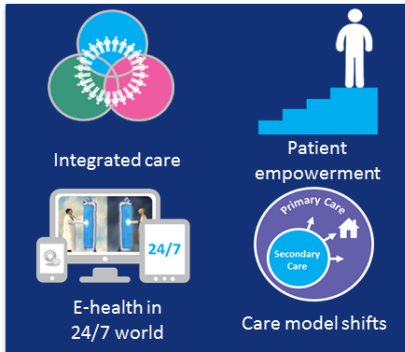 Integrated care
Patient
empowerment
24/7
E-health in
24/7 world
Primary Care
Secondary
Care
Care model shifts